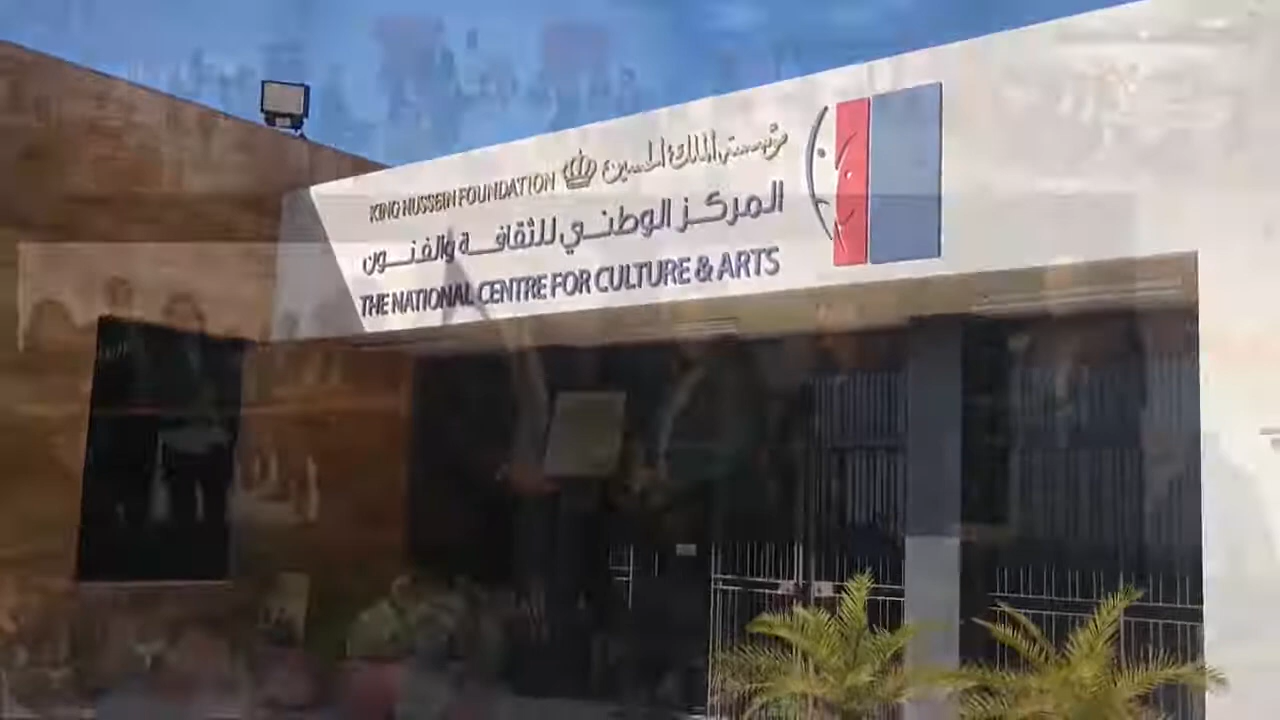 مؤسسة الملك الحسين KING HUSSEIN FOUNDATION
المركز الوطني للثقافة والفنون
THE NATIONAL CENTRE FOR CULTURE & ARTS